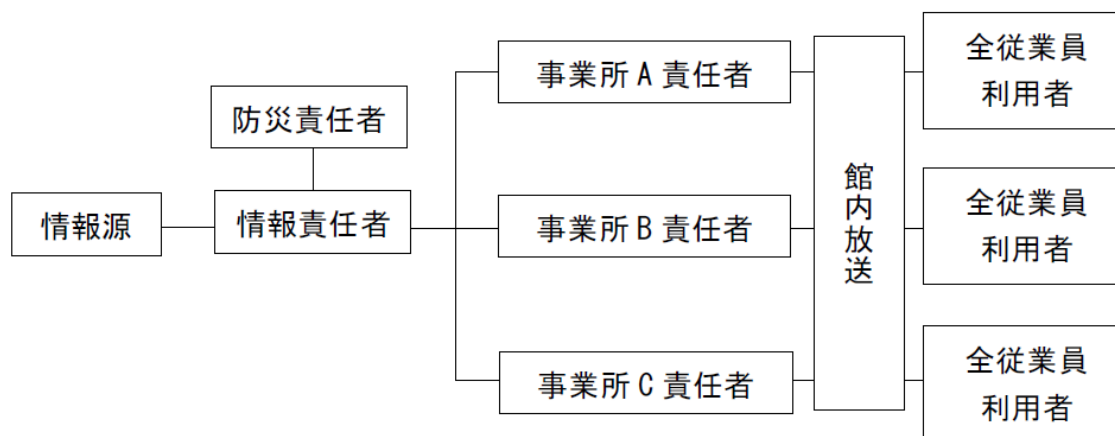 防災責任者
情報源
情報責任者
事業所A責任者
事業所B責任者
事業所C責任者
館内放送
全従業員
利用者
全従業員
利用者
全従業員
利用者